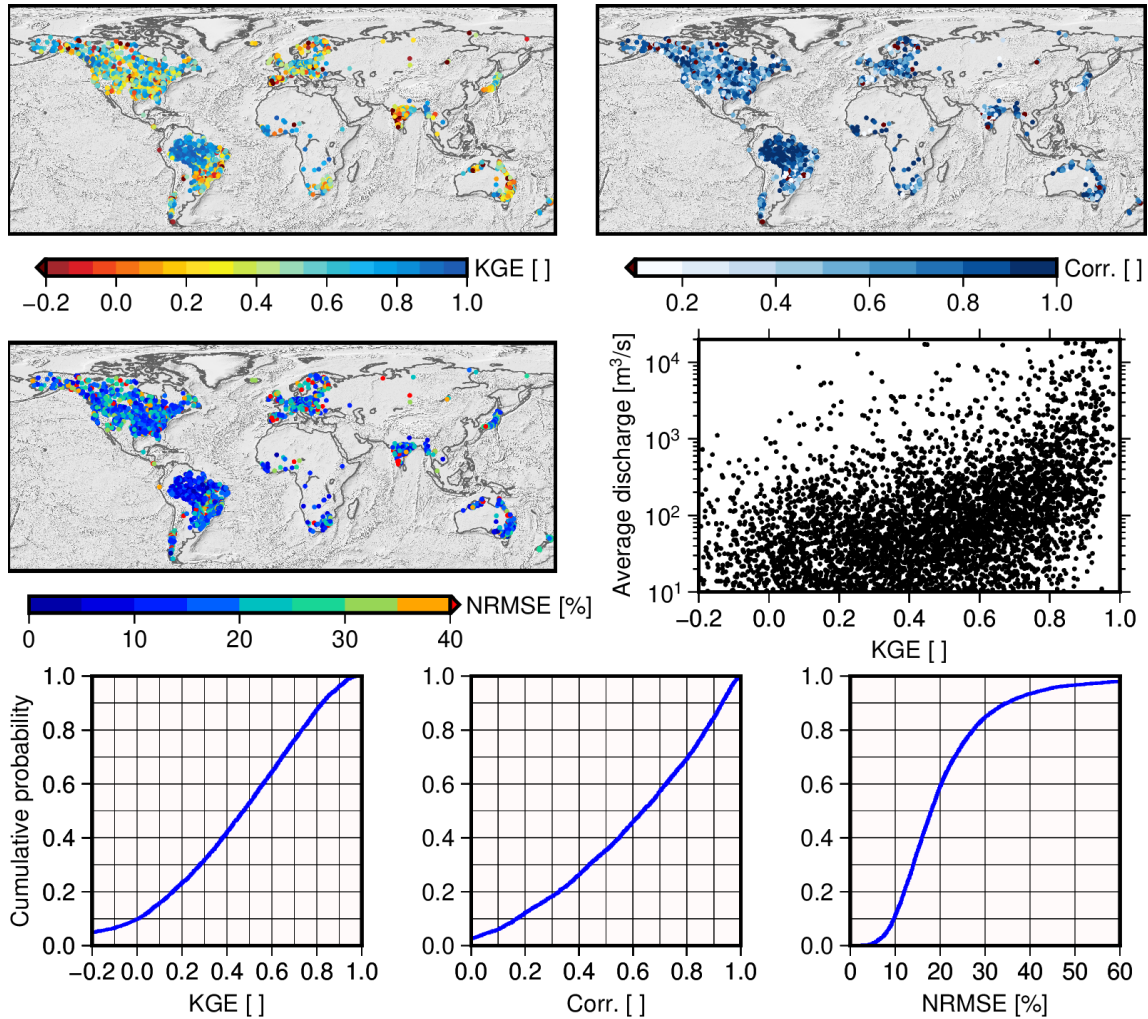 KGE [ ]
−0.2 0.0 0.2 0.4 0.6 0.8 1.0
Corr. [ ]
0.2 0.4 0.6 0.8 1.0
NRMSE [%]
0 10 20 30 40
Average discharge [m³/s]
10⁴
10³
10²
10¹
−0.2 0.0 0.2 0.4 0.6 0.8 1.0
KGE [ ]
Cumulative probability
1.0
0.8
0.6
0.4
0.2
0.0
−0.2 0.0 0.2 0.4 0.6 0.8 1.0
KGE [ ]
1.0
0.8
0.6
0.4
0.2
0.0
0.0 0.2 0.4 0.6 0.8 1.0
Corr. [ ]
1.0
0.8
0.6
0.4
0.2
0.0
0 10 20 30 40 50 60
NRMSE [%]